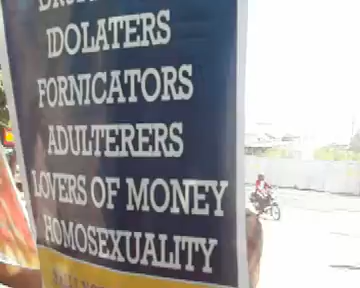 IDOLATERS
FORNICATORS
ADULTERERS
LOVERS OF MONEY
HOMOSEXUALITY